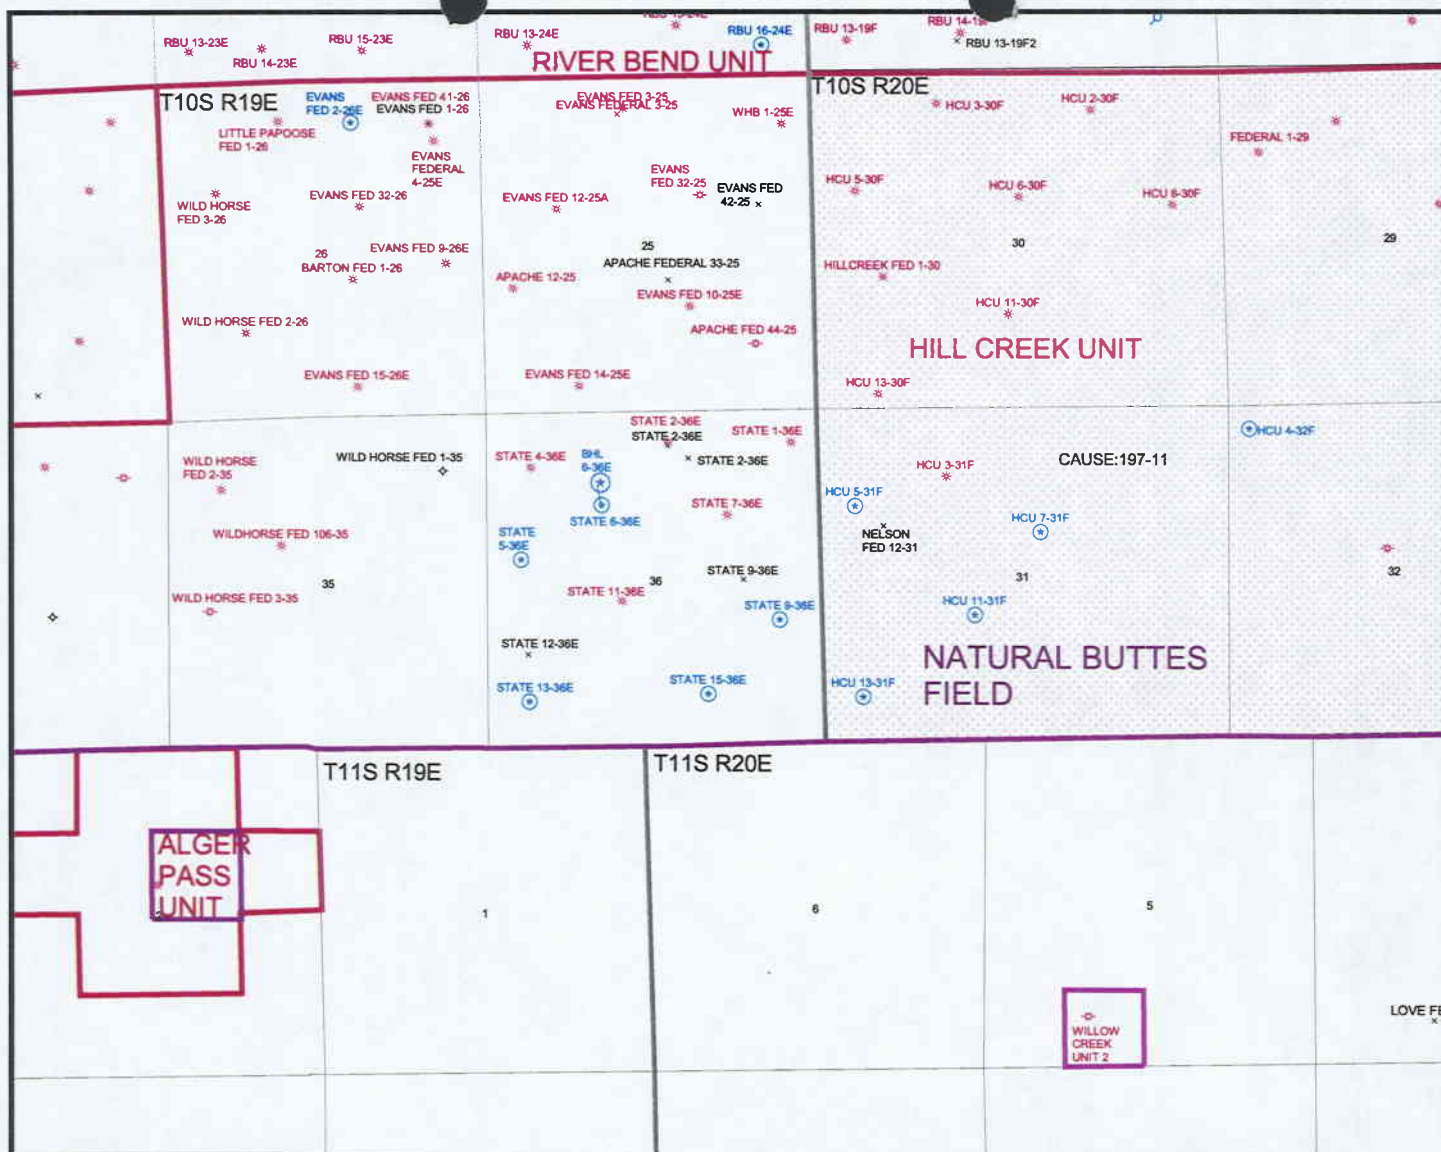 RBU 13-23E
RBU 14-23E
RBU 15-23E
RBU 13-24E
RBU 16-24E
RBU 13-19F
RBU 13-19F2
RIVER BEND UNIT
T10S R19E
T10S R20E
EVANS
FED 2-26E
EVANS FED 41-26
EVANS FED 1-26
LITTLE PAPOOSE
FED 1-26
EVANS
FEDERAL
4-25E
EVANS FED 3-25
EVANS FEDERAL 3-25
WHB 1-25E
HCU 3-30F
HCU 2-30F
FEDERAL 1-29
WILD HORSE
FED 3-26
EVANS FED 32-26
EVANS FED 12-25A
EVANS
FED 32-25
EVANS FED
42-25
HCU 5-30F
HCU 6-30F
HCU 8-30F
26
BARTON FED 1-26
EVANS FED 9-26E
25
APACHE FEDERAL 33-25
30
29
APACHE 12-25
EVANS FED 10-25E
HILLCREEK FED 1-30
HCU 11-30F
WILD HORSE FED 2-26
APACHE FED 44-25
HILL CREEK UNIT
EVANS FED 15-26E
EVANS FED 14-25E
HCU 13-30F
STATE 2-36E
STATE 2-36E
STATE 1-36E
HCU 4-32F
WILD HORSE
FED 2-35
WILD HORSE FED 1-35
STATE 4-36E
BHL
6-36E
STATE 2-36E
HCU 3-31F
CAUSE:197-11
STATE 7-36E
HCU 5-31F
STATE 6-36E
HCU 7-31F
WILDHORSE FED 106-35
STATE
5-36E
NELSON
FED 12-31
35
STATE 9-36E
36
31
32
WILD HORSE FED 3-35
STATE 11-36E
STATE 9-36E
HCU 11-31F
STATE 12-36E
NATURAL BUTTES
FIELD
STATE 13-36E
STATE 15-36E
HCU 13-31F
T11S R19E
T11S R20E
ALGER
PASS
UNIT
1
6
5
WILLOW
CREEK
UNIT 2